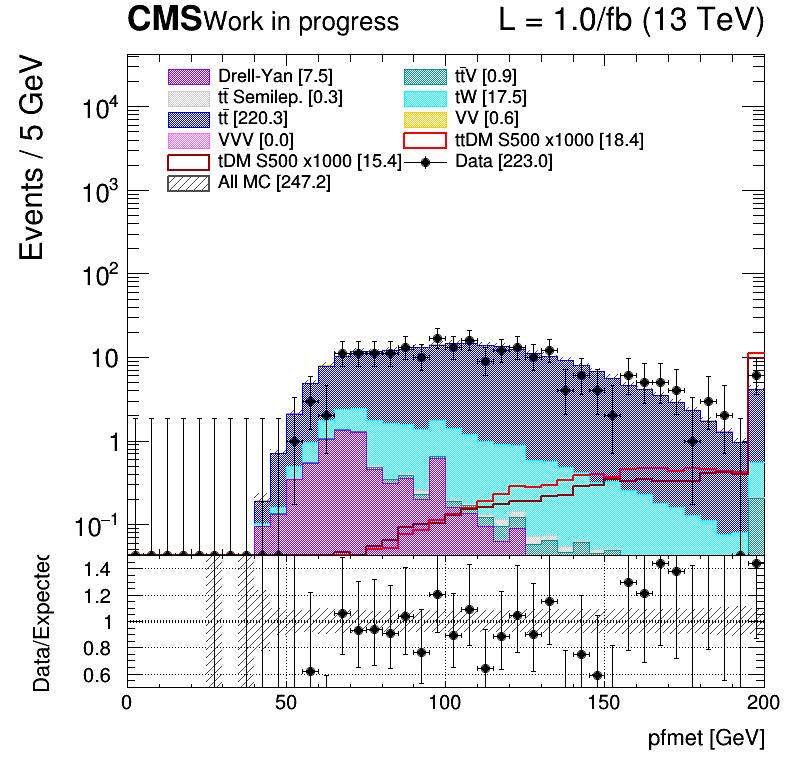 CMS Work in progress L = 1.0/fb (13 TeV)
Events / 5 GeV
Drell-Yan [7.5] tt̄V [0.9]
tt̄ Semilep. [0.3] tW [17.5]
tt̄ [220.3] VV [0.6]
VVV [0.0] ttDM S500 x1000 [18.4]
tDM S500 x1000 [15.4] Data [223.0]
All MC [247.2]
10⁴
10³
10²
10
1
10⁻¹
Data/Expected
1.4
1.2
1
0.8
0.6
0 50 100 150 200
pfmet [GeV]